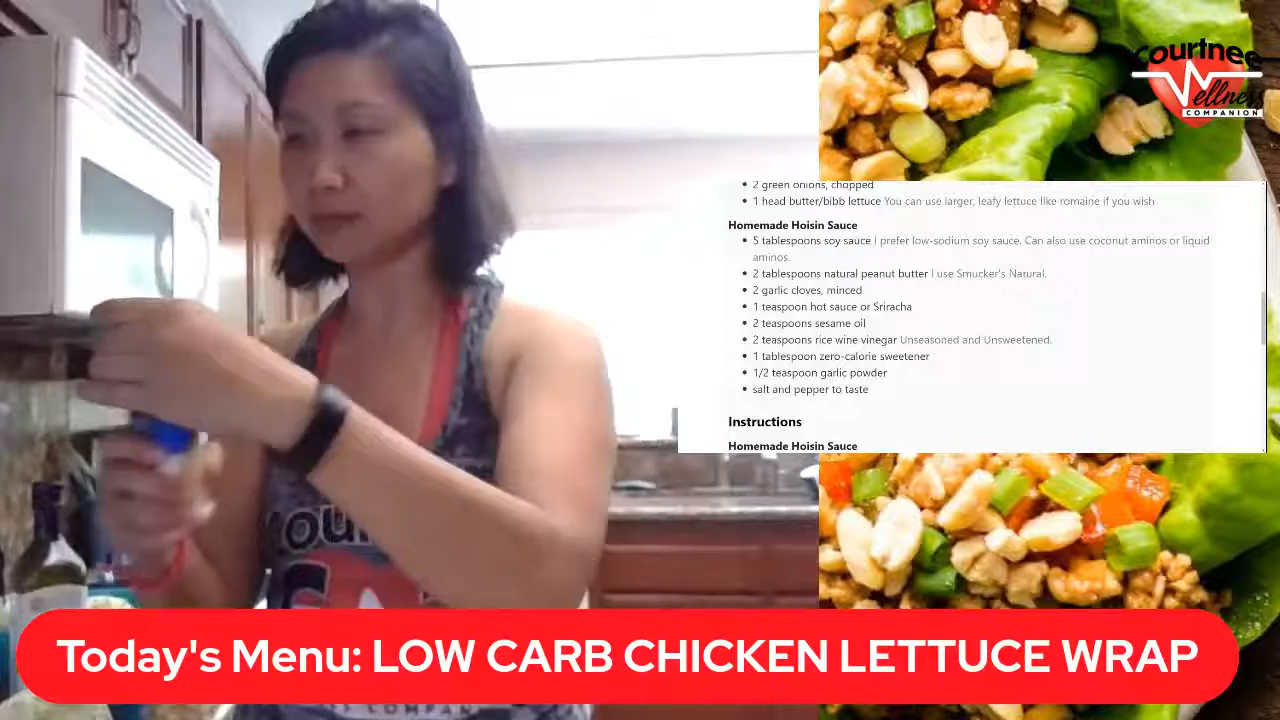 courtnee
Wellness
COMPANION
• 2 green onions, chopped
• 1 head butter/bibb lettuce You can use larger, leafy lettuce like romaine if you wish
Homemade Hoisin Sauce
• 5 tablespoons soy sauce I prefer low-sodium soy sauce. Can also use coconut aminos or liquid
aminos.
• 2 tablespoons natural peanut butter I use Smucker's Natural.
• 2 garlic cloves, minced
• 1 teaspoon hot sauce or Sriracha
• 2 teaspoons sesame oil
• 2 teaspoons rice wine vinegar Unseasoned and Unsweetened.
• 1 tablespoon zero-calorie sweetener
• 1/2 teaspoon garlic powder
• salt and pepper to taste
Instructions
Homemade Hoisin Sauce
Today's Menu: LOW CARB CHICKEN LETTUCE WRAP